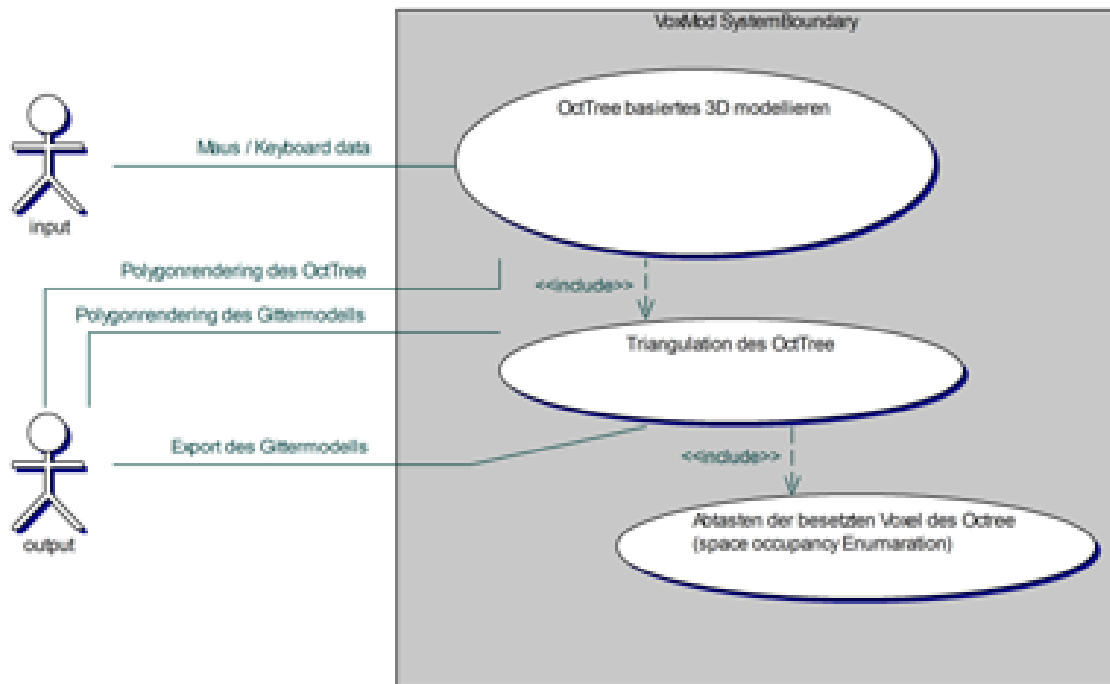 VoxMod SystemBoundary
OctTree basiertes 3D modellieren
Maus / Keyboard data
input
Polygonrendering des OctTree
<<include>>
Polygonrendering des Gittermodells
Triangulation des OctTree
Export des Gittermodells
<<include>>
Abtasten der besetzten Voxel des Octree
(space occupancy Enumaration)
output